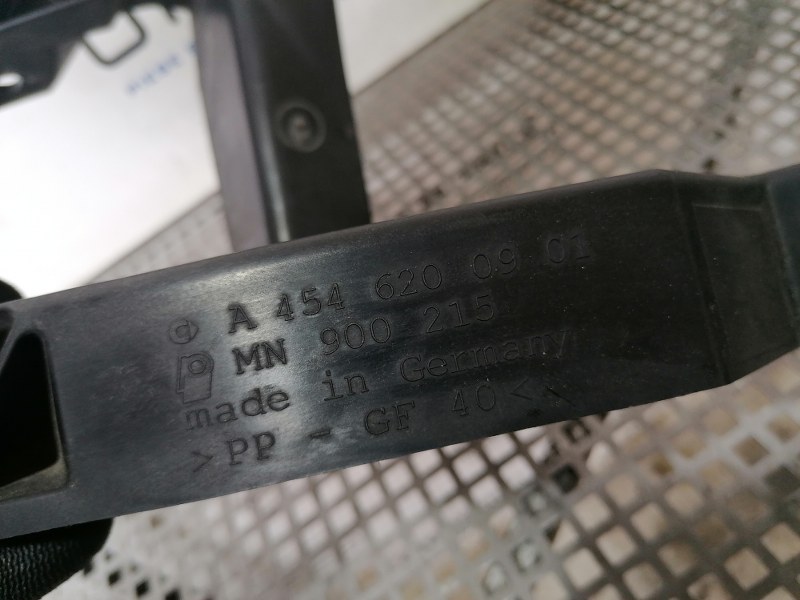 A 454 620 09 01
MN 900 215
made in Germany
>PP - GF 40<